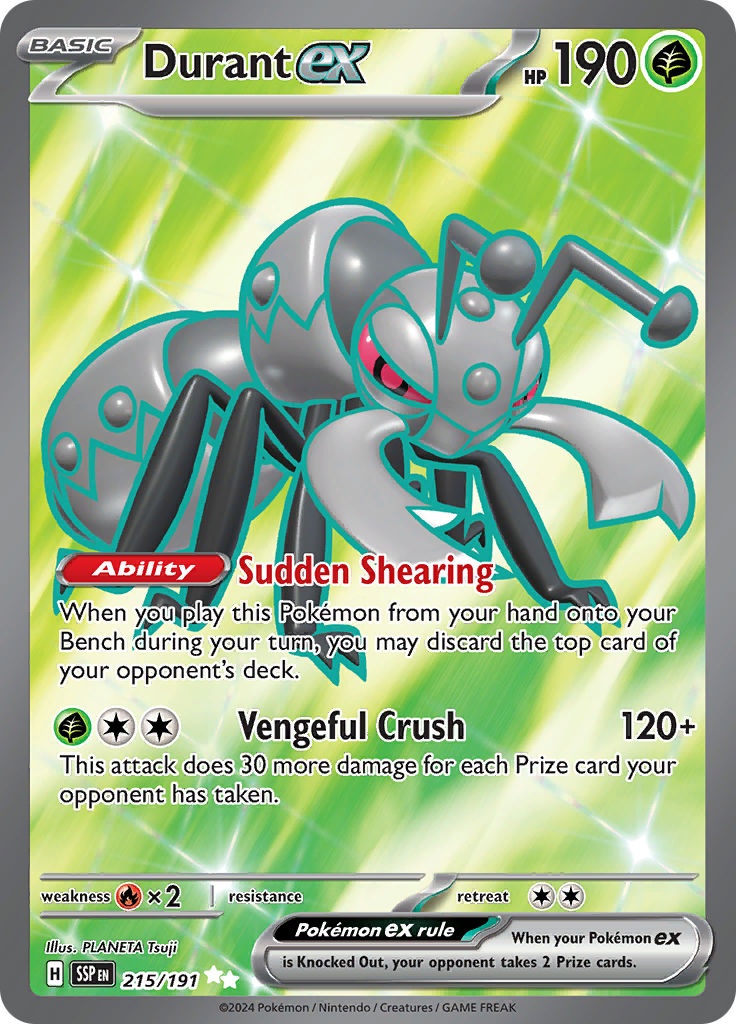 BASIC
Durant ex
HP 190
Ability Sudden Shearing
When you play this Pokémon from your hand onto your
Bench during your turn, you may discard the top card of
your opponent's deck.
Vengeful Crush 120+
This attack does 30 more damage for each Prize card your
opponent has taken.
weakness ×2 resistance retreat
Illus. PLANETA Tsuji
Pokémon ex rule When your Pokémon ex
is Knocked Out, your opponent takes 2 Prize cards.
H SSP EN 215/191
©2024 Pokémon / Nintendo / Creatures / GAME FREAK